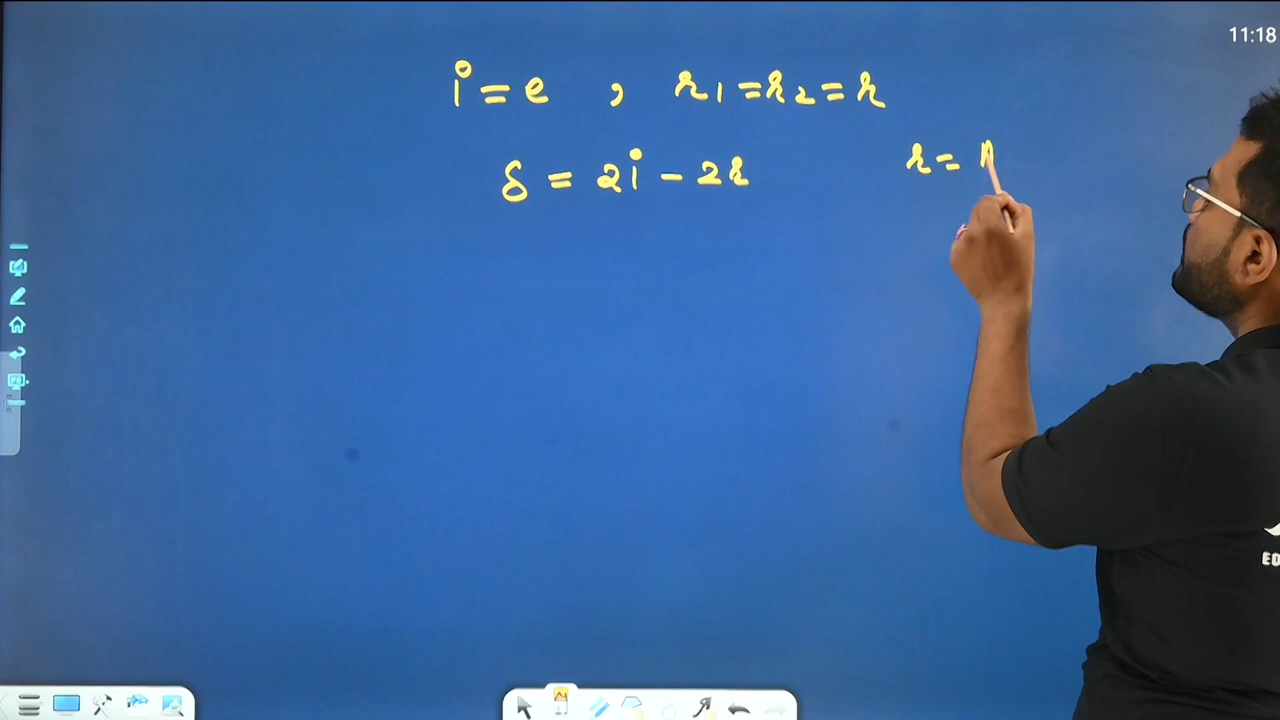 11:18
i = e , r1 = r2 = r
δ = 2i - 2r
r =